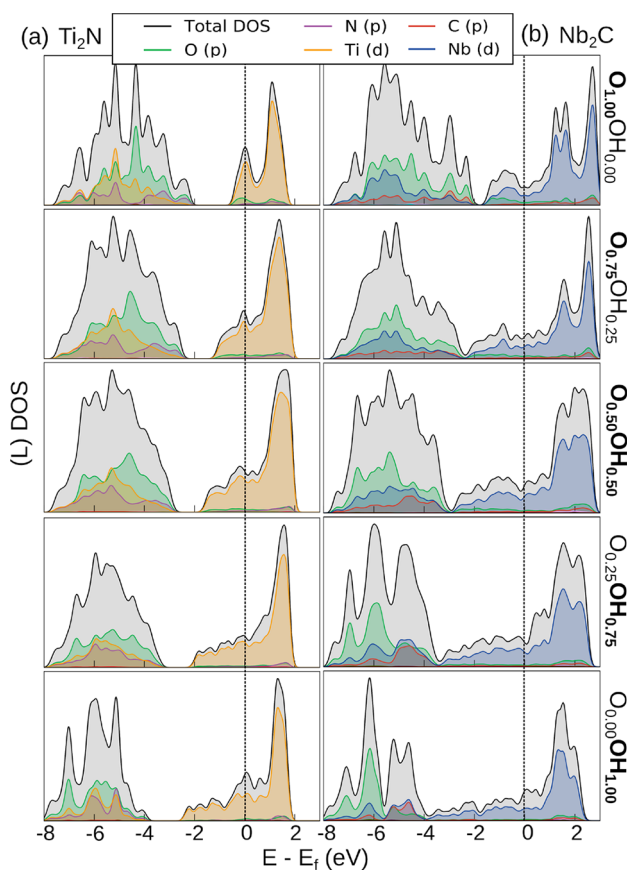 (a) Ti2N
Total DOS N (p) C (p)
O (p) Ti (d) Nb (d)
(b) Nb2C
(L) DOS
O1.00OH0.00
O0.75OH0.25
O0.50OH0.50
O0.25OH0.75
O0.00OH1.00
-8 -6 -4 -2 0 2 -8 -6 -4 -2 0 2
E - Ef (eV)